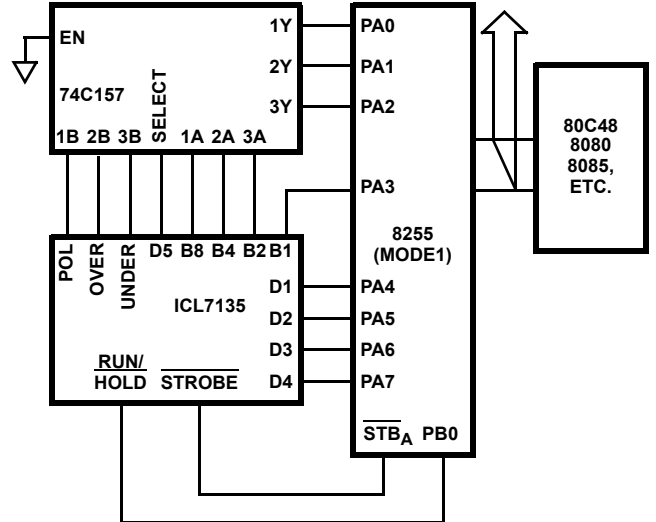 EN
1Y
PA0
2Y
PA1
74C157
SELECT
3Y
PA2
1B 2B 3B
1A 2A 3A
80C48
8080
8085,
ETC.
PA3
8255
(MODE1)
POL
OVER
UNDER
D5 B8 B4 B2 B1
ICL7135
D1
PA4
D2
PA5
D3
PA6
D4
PA7
RUN/
HOLD
STROBE
STBA PB0